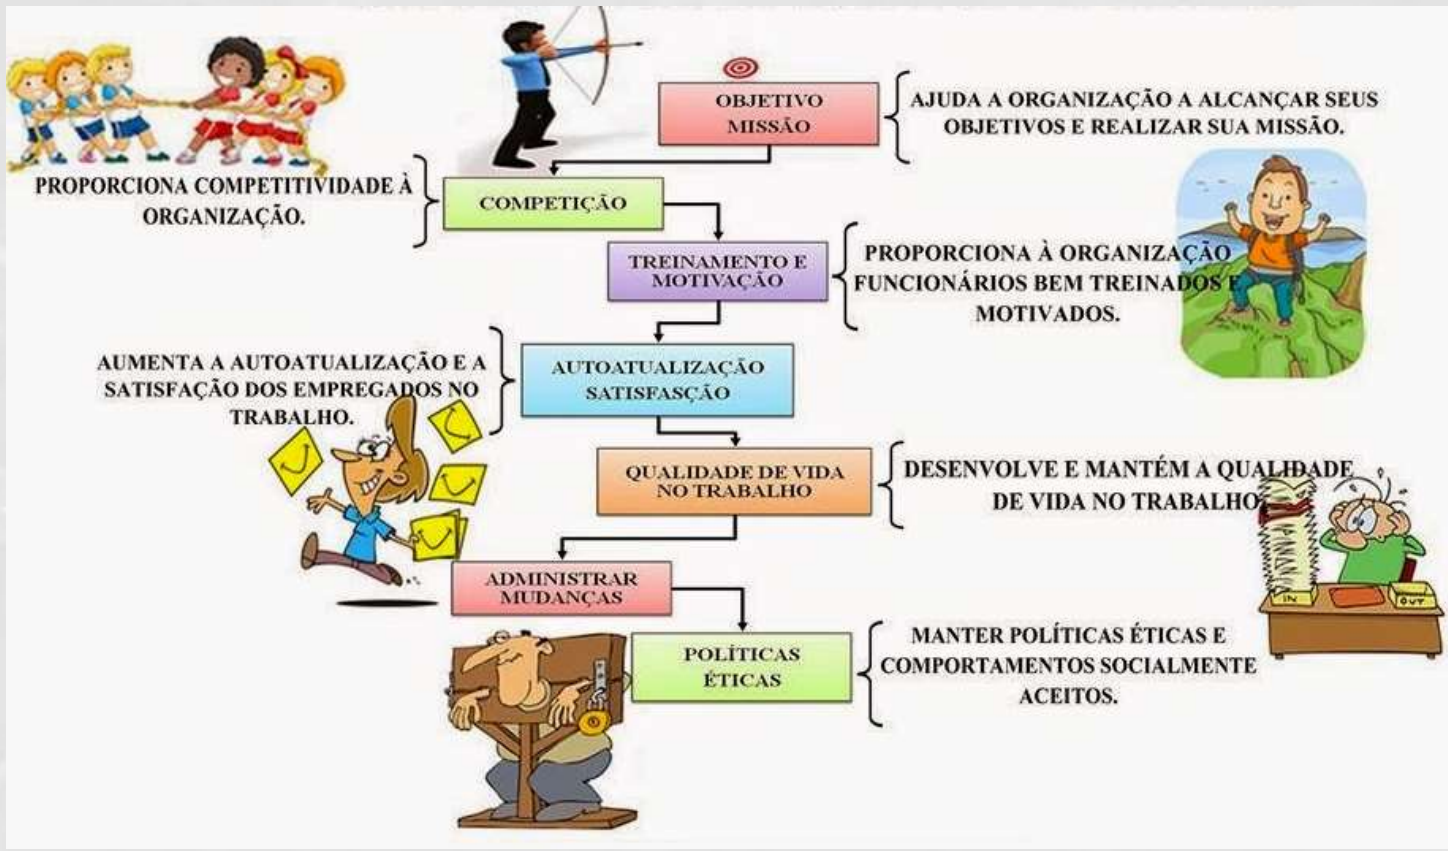 OBJETIVO
MISSÃO
AJUDA A ORGANIZAÇÃO A ALCANÇAR SEUS
OBJETIVOS E REALIZAR SUA MISSÃO.
PROPORCIONA COMPETITIVIDADE À
ORGANIZAÇÃO.
COMPETIÇÃO
TREINAMENTO E
MOTIVAÇÃO
PROPORCIONA À ORGANIZAÇÃO
FUNCIONÁRIOS BEM TREINADOS E
MOTIVADOS.
AUMENTA A AUTOATUALIZAÇÃO E A
SATISFAÇÃO DOS EMPREGADOS NO
TRABALHO.
AUTOATUALIZAÇÃO
SATISFASÇÃO
QUALIDADE DE VIDA
NO TRABALHO
DESENVOLVE E MANTÉM A QUALIDADE
DE VIDA NO TRABALHO
IN
OUT
ADMINISTRAR
MUDANÇAS
POLÍTICAS
ÉTICAS
MANTER POLÍTICAS ÉTICAS E
COMPORTAMENTOS SOCIALMENTE
ACEITOS.